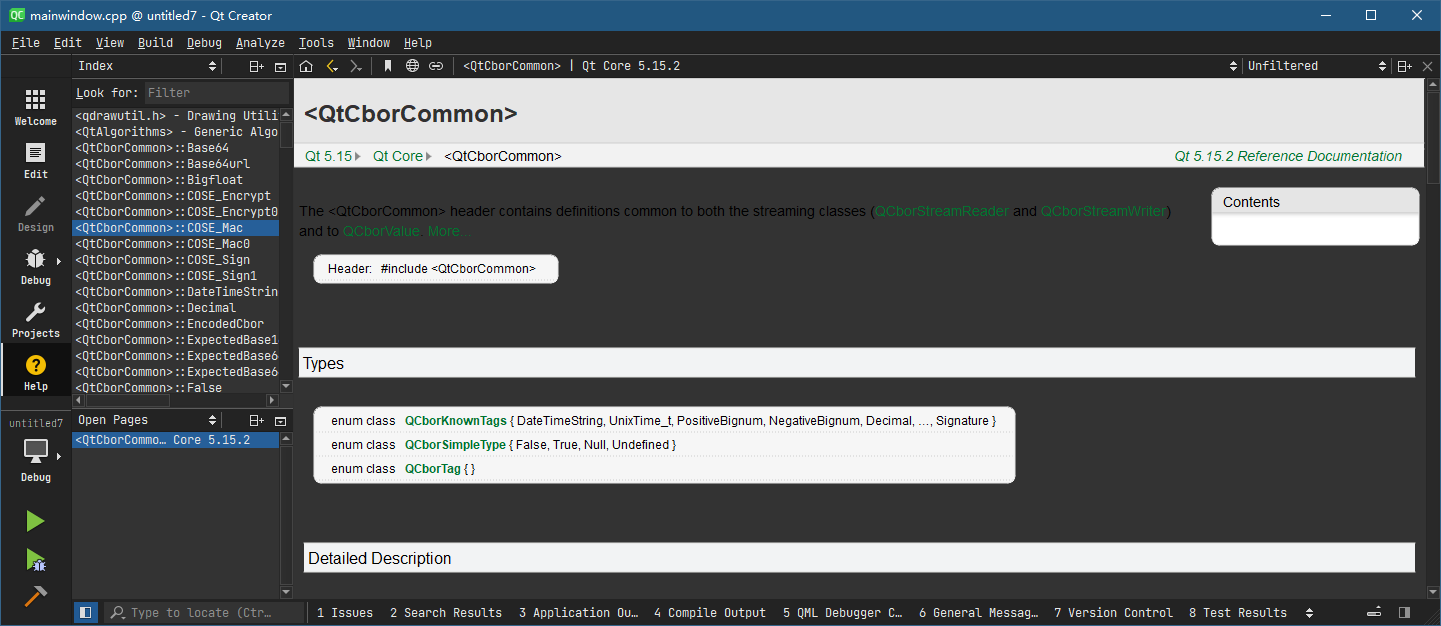 mainwindow.cpp @ untitled7 - Qt Creator
File Edit View Build Debug Analyze Tools Window Help
Index
<QtCborCommon> | Qt Core 5.15.2
Unfiltered
Welcome
Edit
Design
Debug
Projects
Help
untitled7
Debug
Look for: Filter
<qdrawutil.h> - Drawing Utili
<QtAlgorithms> - Generic Algo
<QtCborCommon>::Base64
<QtCborCommon>::Base64url
<QtCborCommon>::Bigfloat
<QtCborCommon>::COSE_Encrypt
<QtCborCommon>::COSE_Encrypt0
<QtCborCommon>::COSE_Mac
<QtCborCommon>::COSE_Mac0
<QtCborCommon>::COSE_Sign
<QtCborCommon>::COSE_Sign1
<QtCborCommon>::DateTimeStrin
<QtCborCommon>::Decimal
<QtCborCommon>::EncodedCbor
<QtCborCommon>::ExpectedBase1
<QtCborCommon>::ExpectedBase6
<QtCborCommon>::ExpectedBase6
<QtCborCommon>::False
Open Pages
<QtCborCommo… Core 5.15.2
<QtCborCommon>
Qt 5.15 Qt Core <QtCborCommon>
Qt 5.15.2 Reference Documentation
Contents
The <QtCborCommon> header contains definitions common to both the streaming classes (QCborStreamReader and QCborStreamWriter)
and to QCborValue. More...
Header: #include <QtCborCommon>
Types
enum class QCborKnownTags { DateTimeString, UnixTime_t, PositiveBignum, NegativeBignum, Decimal, …, Signature }
enum class QCborSimpleType { False, True, Null, Undefined }
enum class QCborTag { }
Detailed Description
Type to locate (Ctr…
1 Issues 2 Search Results 3 Application Ou… 4 Compile Output 5 QML Debugger C… 6 General Messag… 7 Version Control 8 Test Results